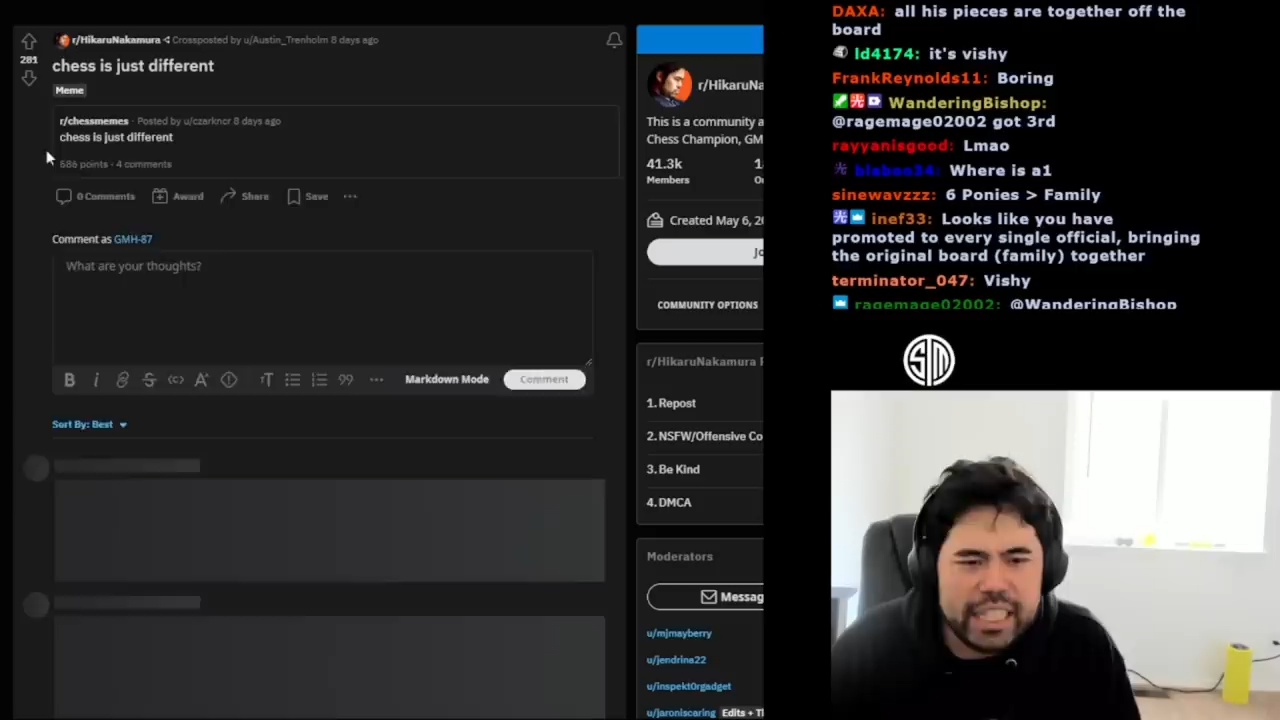 r/HikaruNakamura Crossposted by u/Austin_Trenholm 8 days ago
281
chess is just different
Meme
r/chessmemes · Posted by u/czarkncr 8 days ago
chess is just different
586 points · 4 comments
0 Comments Award Share Save ...
Comment as GMH-87
What are your thoughts?
B i Markdown Mode Comment
Sort By: Best
r/HikaruNa
This is a community a
Chess Champion, GM
41.3k
Members
Created May 6, 20
Jo
COMMUNITY OPTIONS
r/HikaruNakamura
1. Repost
2. NSFW/Offensive Co
3. Be Kind
4. DMCA
Moderators
Messag
u/mjmayberry
u/jendrina22
u/inspekt0rgadget
u/jaroniscaring Edits + T
DAXA: all his pieces are together off the
board
ld4174: it's vishy
FrankReynolds11: Boring
WanderingBishop:
@ragemage02002 got 3rd
rayyanisgood: Lmao
Where is a1
sinewavzzz: 6 Ponies > Family
inef33: Looks like you have
promoted to every single official, bringing
the original board (family) together
terminator_047: Vishy
ragemage02002: @WanderingBishop
TSM